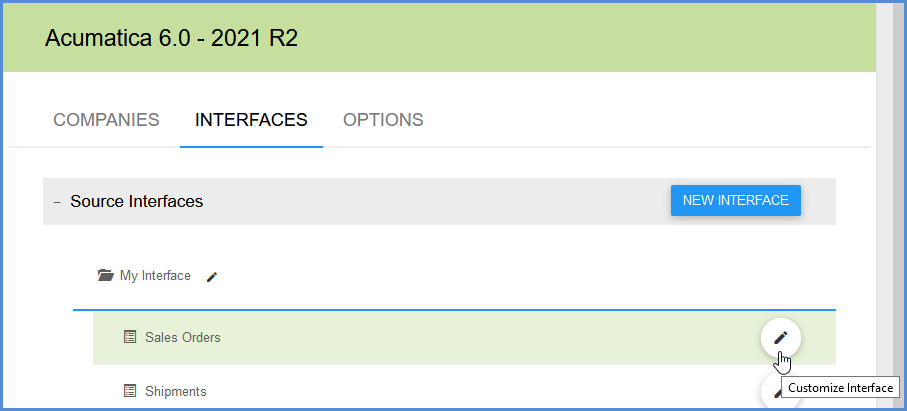 Acumatica 6.0 - 2021 R2
COMPANIES INTERFACES OPTIONS
– Source Interfaces NEW INTERFACE
My Interface
Sales Orders
Customize Interface
Shipments